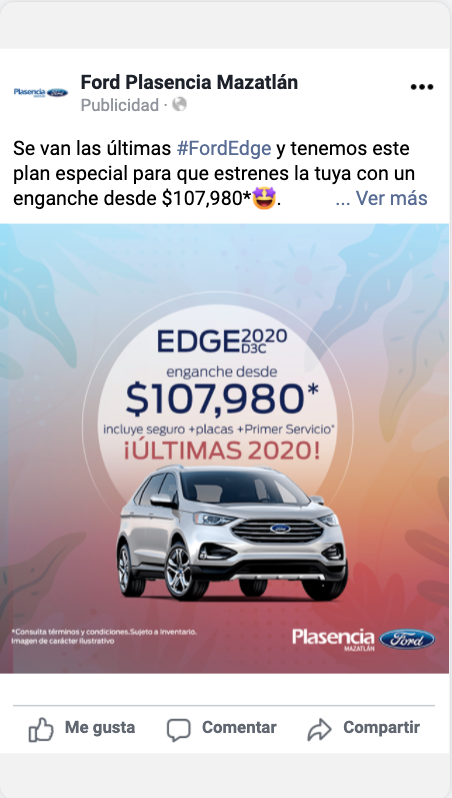 Plasencia Ford
Ford Plasencia Mazatlán
Publicidad ·
Se van las últimas #FordEdge y tenemos este
plan especial para que estrenes la tuya con un
enganche desde $107,980*🤩. ... Ver más
EDGE 2020
D3C
enganche desde
$107,980*
incluye seguro +placas +Primer Servicio*
¡ÚLTIMAS 2020!
*Consulta términos y condiciones.Sujeto a Inventario.
Imagen de carácter ilustrativo
Plasencia Ford
MAZATLÁN
Me gusta Comentar Compartir